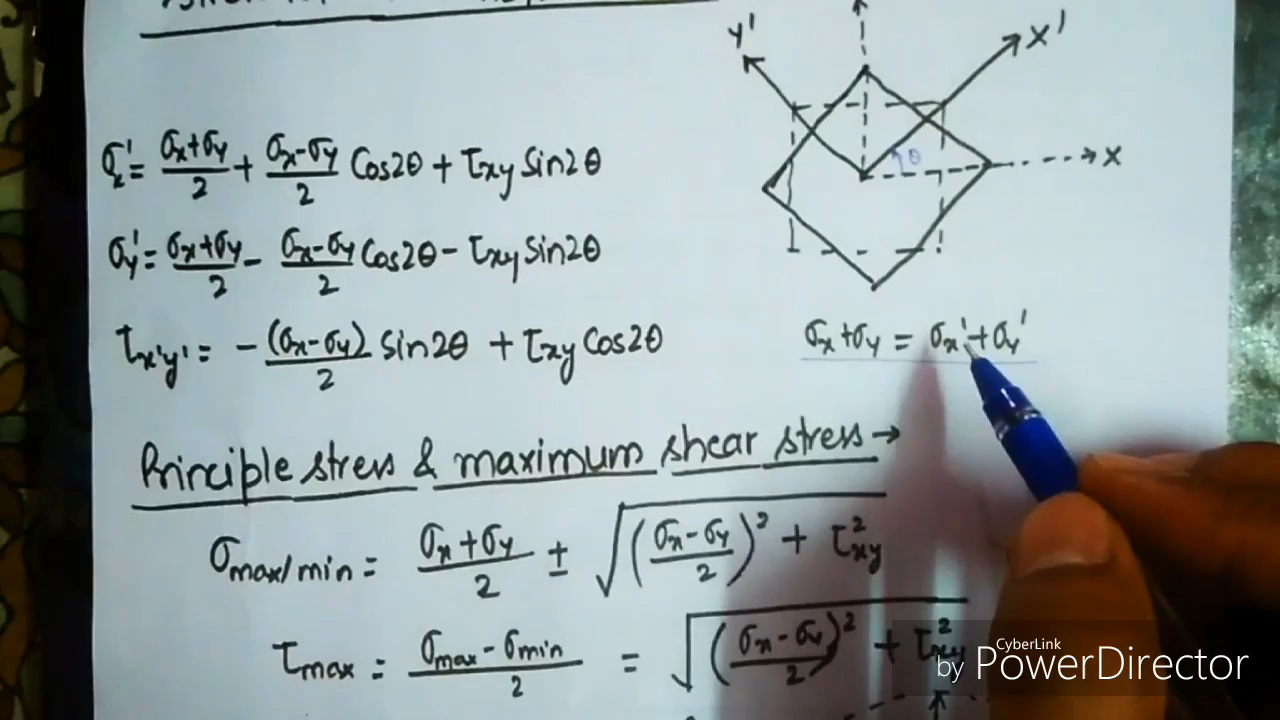 y' x'
θ
x
σx' = (σx+σy)/2 + (σx-σy)/2 Cos2θ + τxy Sin2θ
σy' = (σx+σy)/2 - (σx-σy)/2 Cos2θ - τxy Sin2θ
τx'y' = -(σx-σy)/2 Sin2θ + τxy Cos2θ
σx+σy = σx'+σy'
Principle stress & maximum shear stress→
σmax/min = (σx+σy)/2 ± √(((σx-σy)/2)² + τxy²)
τmax = (σmax-σmin)/2 = √(((σx-σy)/2)² + τxy²)
CyberLink
by PowerDirector